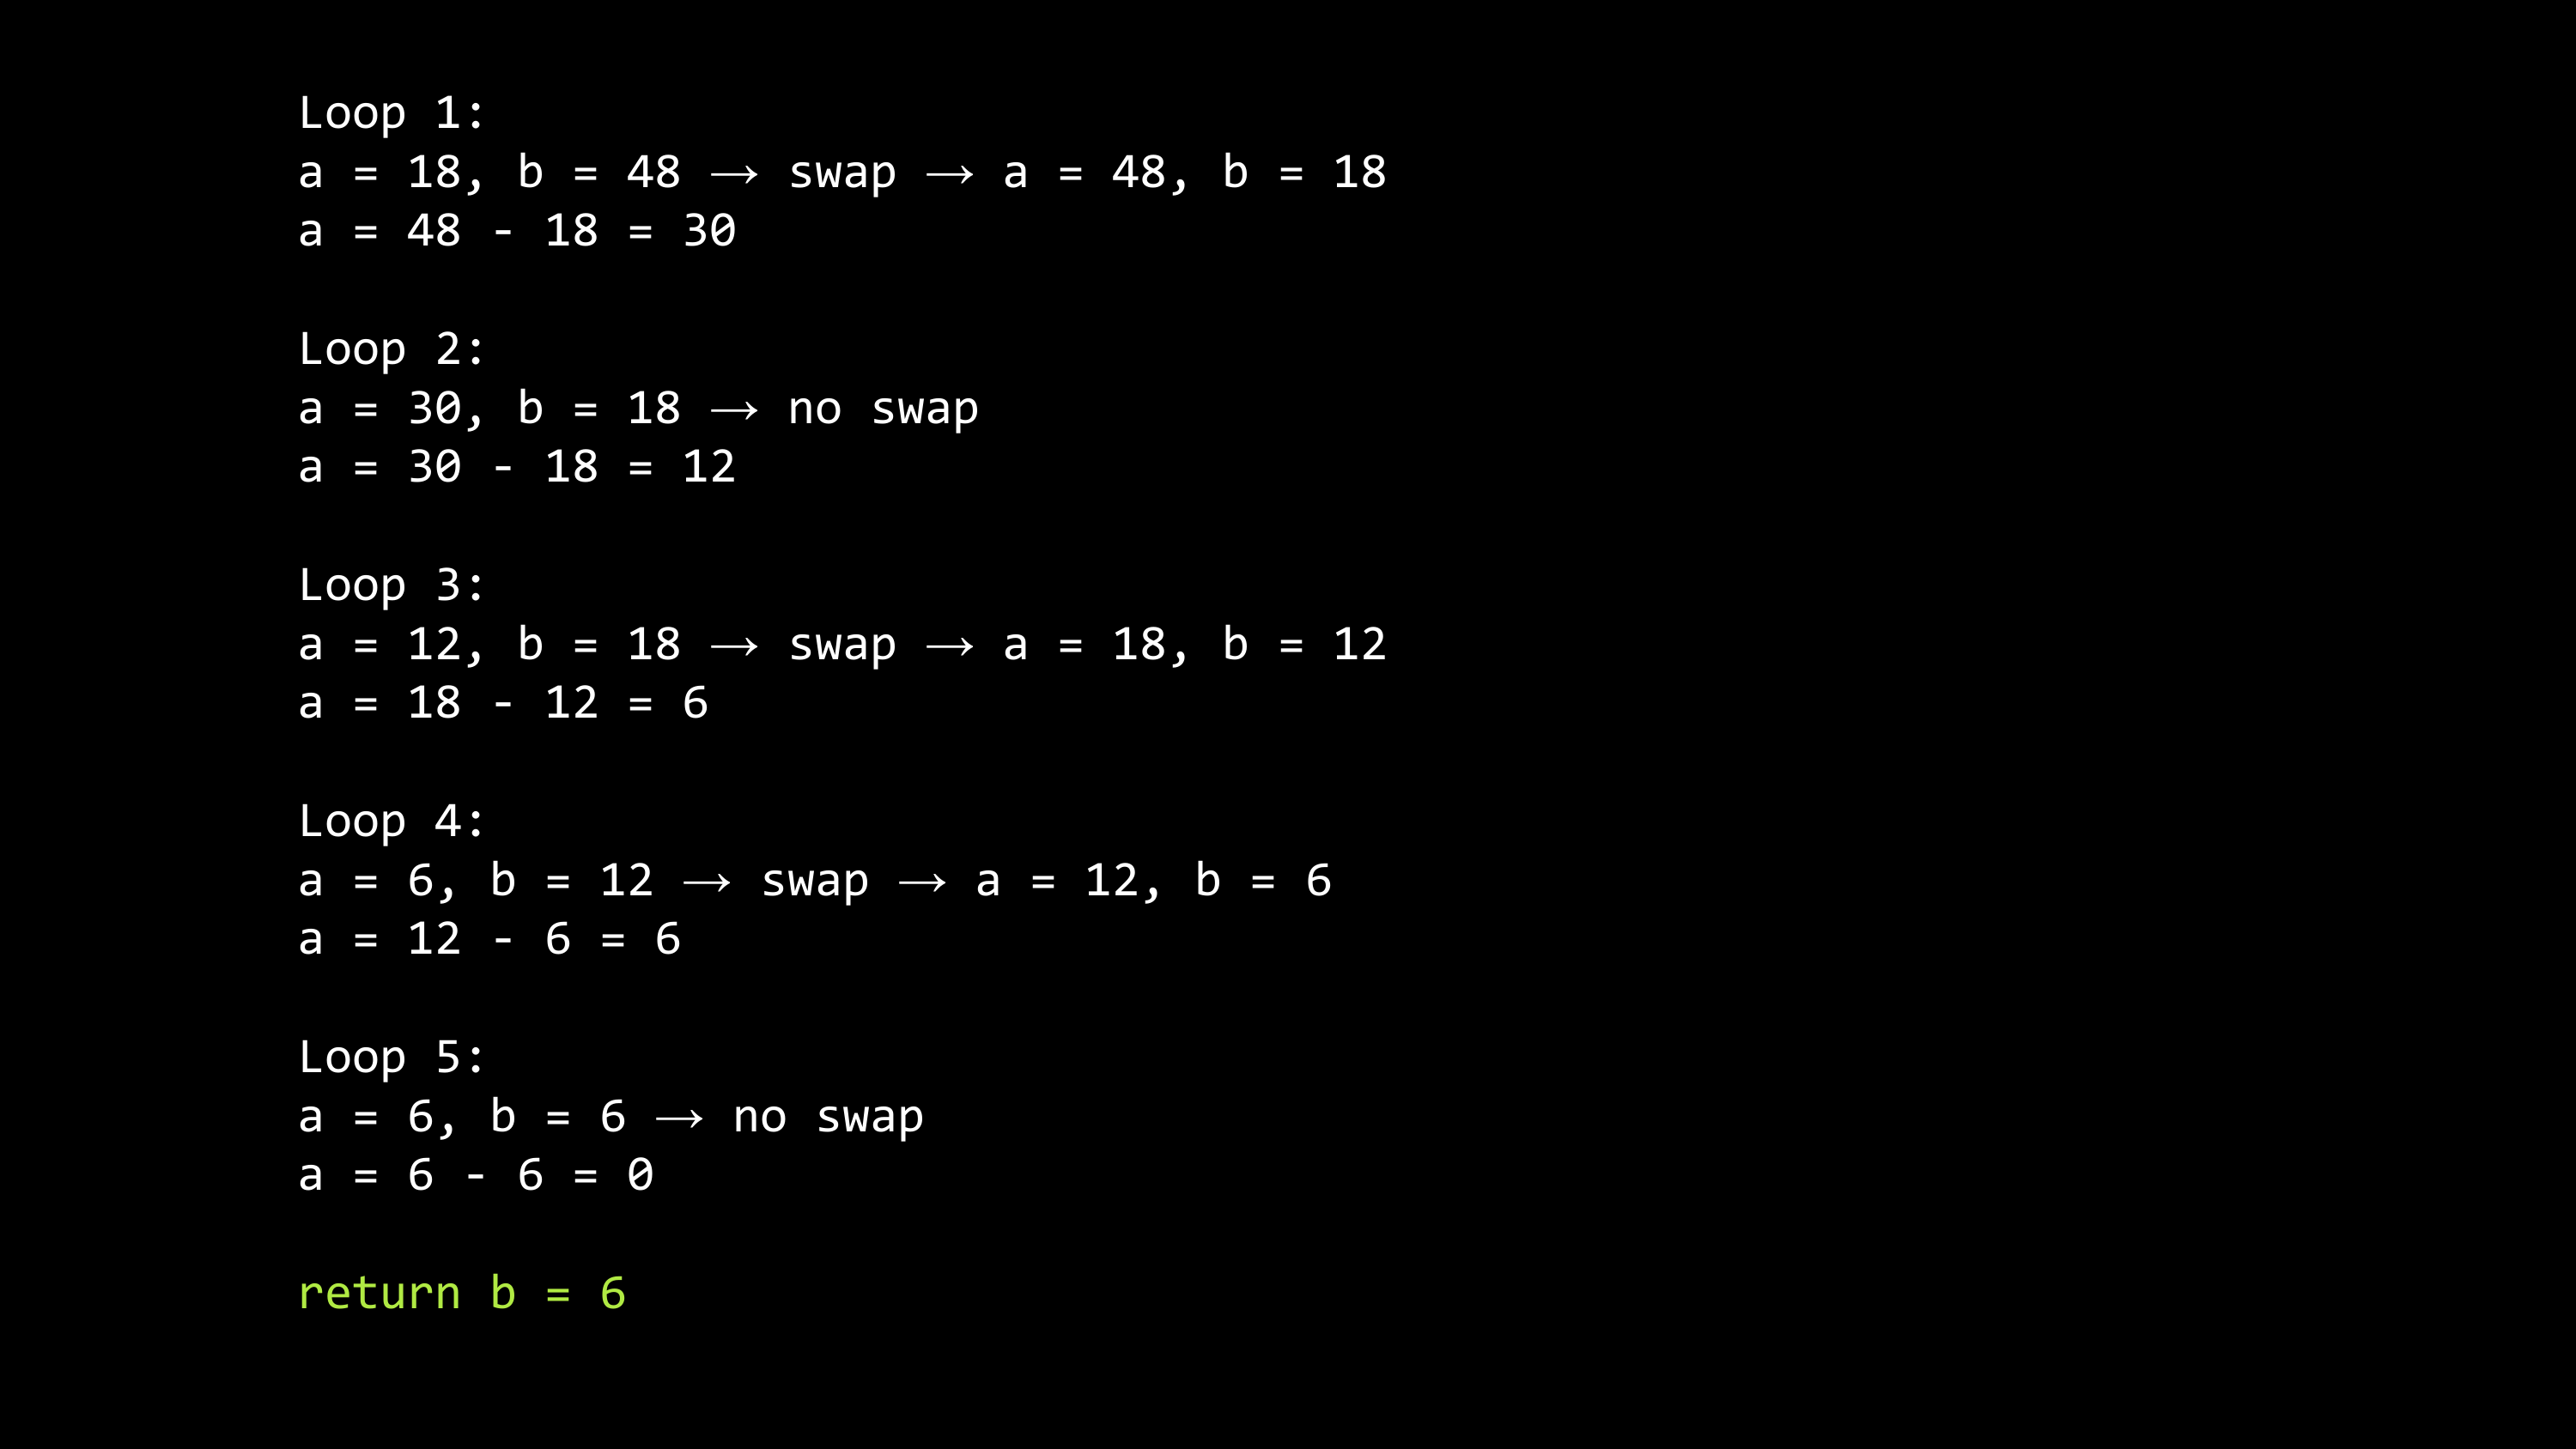 Loop 1:
a = 18, b = 48 → swap → a = 48, b = 18
a = 48 - 18 = 30
Loop 2:
a = 30, b = 18 → no swap
a = 30 - 18 = 12
Loop 3:
a = 12, b = 18 → swap → a = 18, b = 12
a = 18 - 12 = 6
Loop 4:
a = 6, b = 12 → swap → a = 12, b = 6
a = 12 - 6 = 6
Loop 5:
a = 6, b = 6 → no swap
a = 6 - 6 = 0
return b = 6